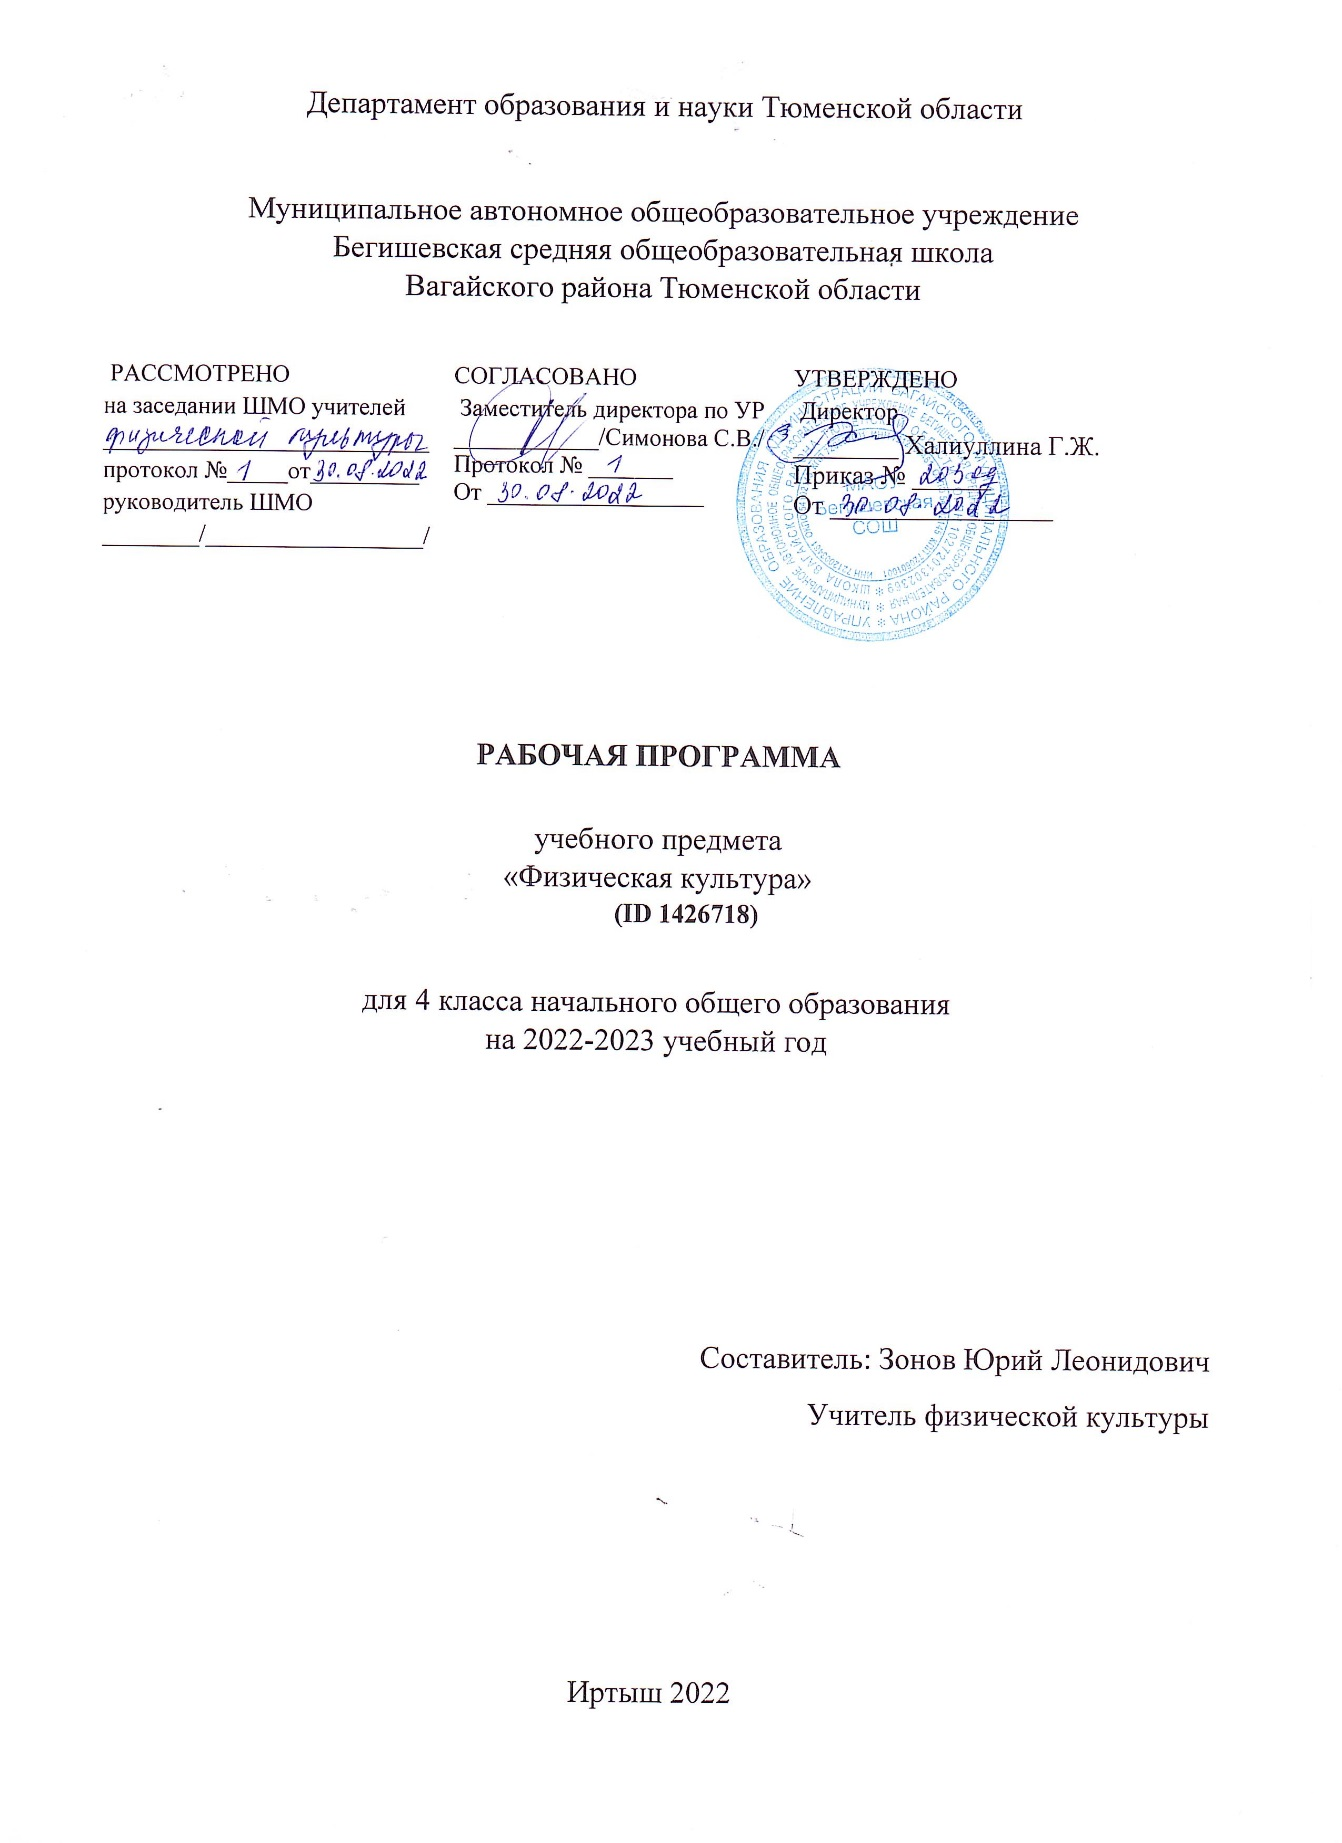 Департамент образования и науки Тюменской области
Муниципальное автономное общеобразовательное учреждение
Бегишевская средняя общеобразовательная школа
Вагайского района Тюменской области
РАССМОТРЕНО
на заседании ШМО учителей
физической культуры
протокол № 1 от 30.08.2022
руководитель ШМО
/ /
СОГЛАСОВАНО
Заместитель директора по УР
/Симонова С.В./
Протокол № 1
От 30.08.2022
УТВЕРЖДЕНО
Директор
Халиуллина Г.Ж.
Приказ №
От 30.08.2022
МАОУ
Бегишевская
СОШ
РАБОЧАЯ ПРОГРАММА
учебного предмета
«Физическая культура»
(ID 1426718)
для 4 класса начального общего образования
на 2022-2023 учебный год
Составитель: Зонов Юрий Леонидович
Учитель физической культуры
Иртыш 2022